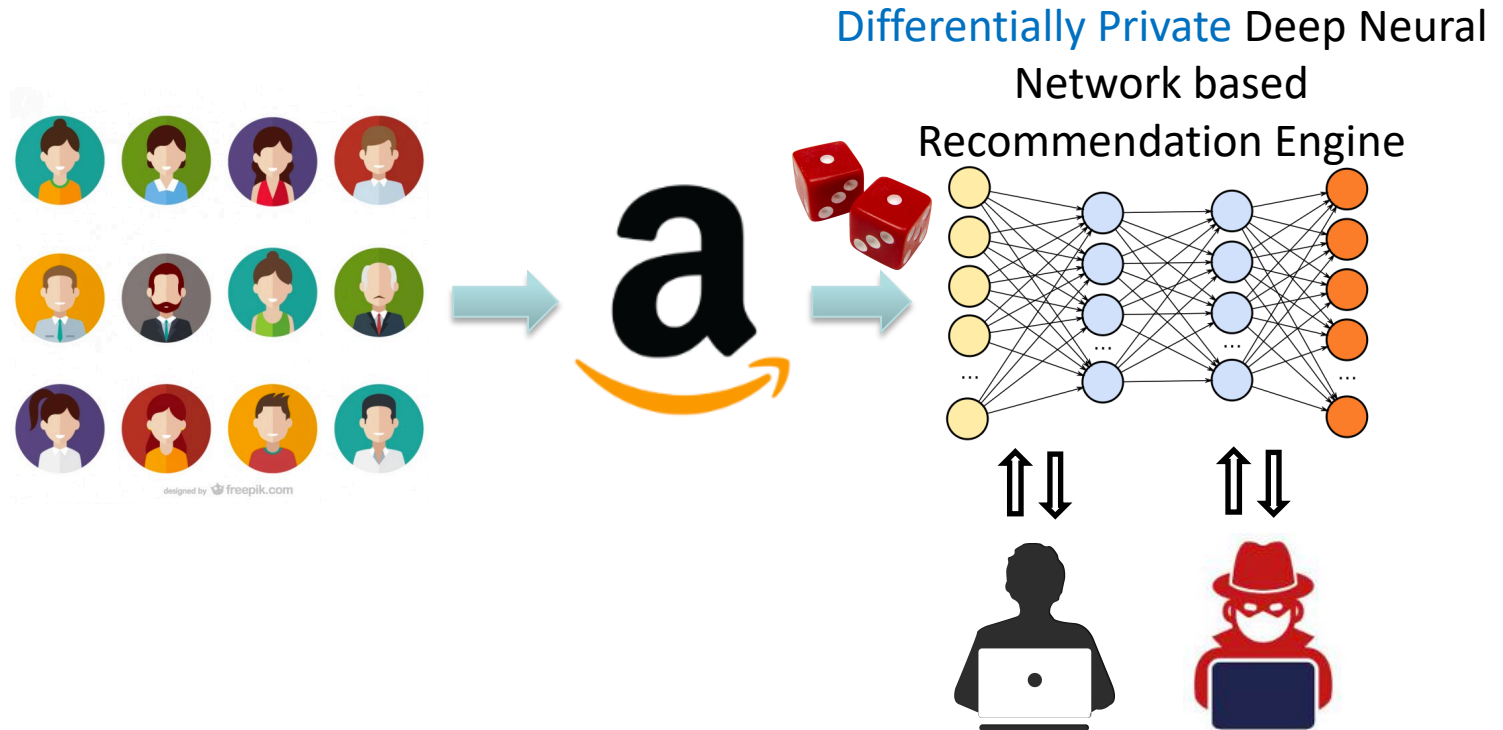 Differentially Private Deep Neural
Network based
Recommendation Engine
a
...
...
...
...
designed by freepik.com